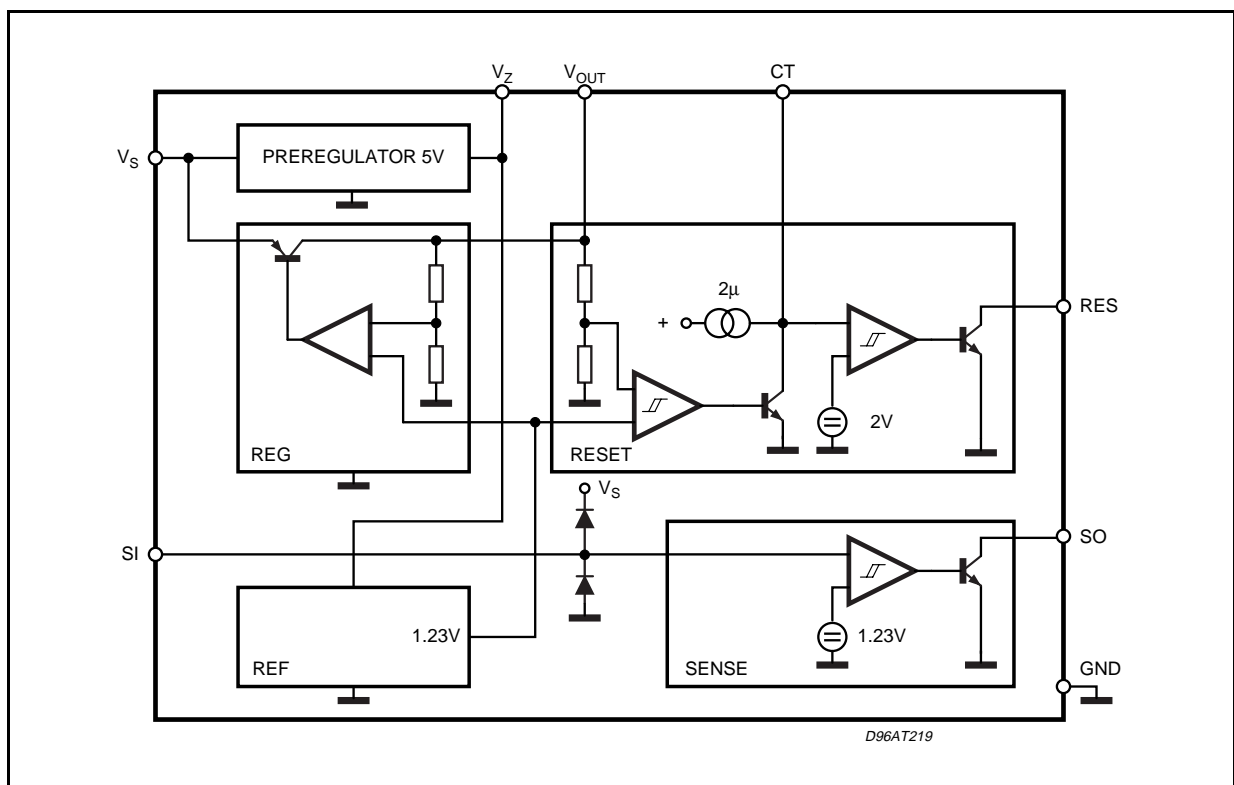 VZ
VOUT
CT
VS
PREREGULATOR 5V
2μ
+
RES
2V
REG
RESET
VS
SI
SO
1.23V
1.23V
REF
SENSE
GND
D96AT219